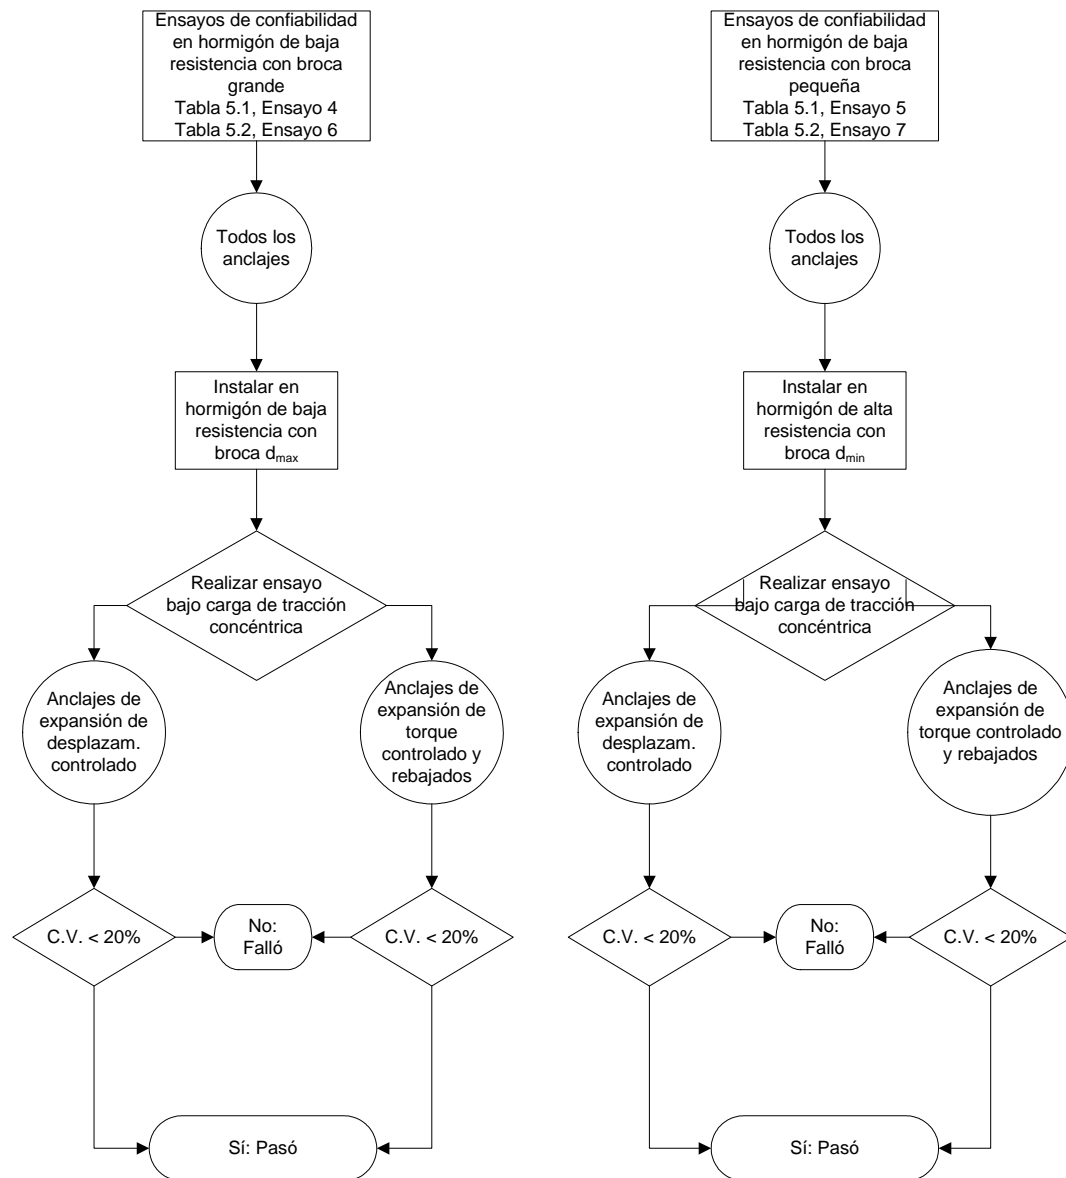 Ensayos de confiabilidad
en hormigón de baja
resistencia con broca
grande
Tabla 5.1, Ensayo 4
Tabla 5.2, Ensayo 6
Todos los
anclajes
Instalar en
hormigón de baja
resistencia con
broca dmax
Realizar ensayo
bajo carga de tracción
concéntrica
Anclajes de
expansión de
desplazam.
controlado
Anclajes de
expansión de
torque
controlado y
rebajados
C.V. < 20%
No:
Falló
C.V. < 20%
Sí: Pasó
Ensayos de confiabilidad
en hormigón de baja
resistencia con broca
pequeña
Tabla 5.1, Ensayo 5
Tabla 5.2, Ensayo 7
Todos los
anclajes
Instalar en
hormigón de alta
resistencia con
broca dmin
Realizar ensayo
bajo carga de tracción
concéntrica
Anclajes de
expansión de
desplazam.
controlado
Anclajes de
expansión de
torque controlado
y rebajados
C.V. < 20%
No:
Falló
C.V. < 20%
Sí: Pasó